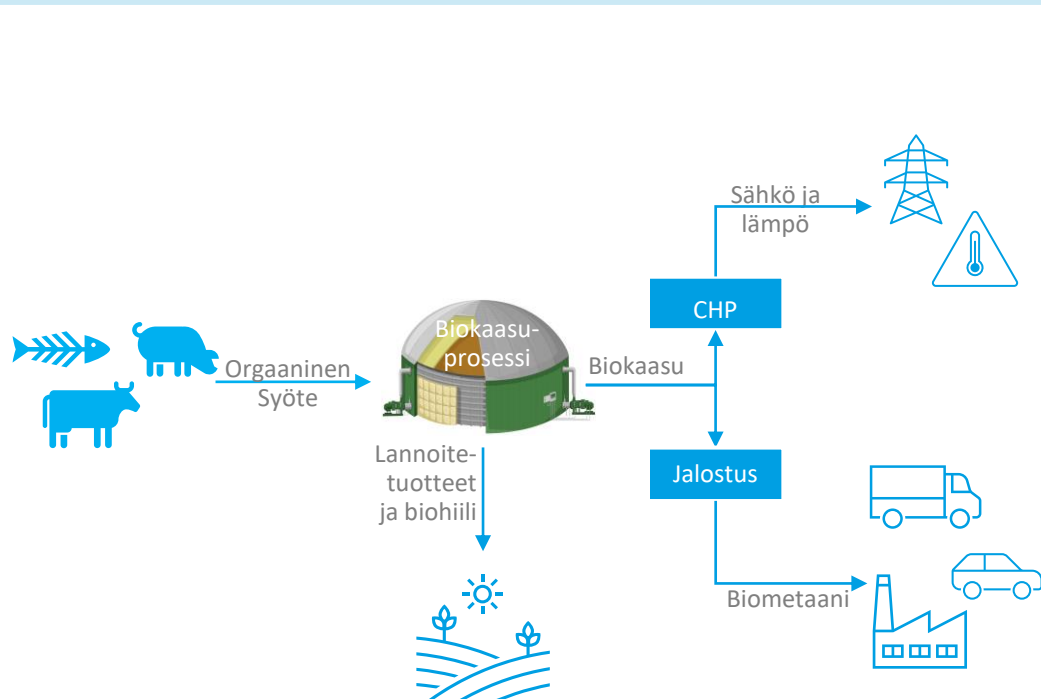 Sähkö ja
lämpö
CHP
Biokaasu-
prosessi
Orgaaninen
Syöte
Biokaasu
Lannoite-
tuotteet
ja biohiili
Jalostus
Biometaani